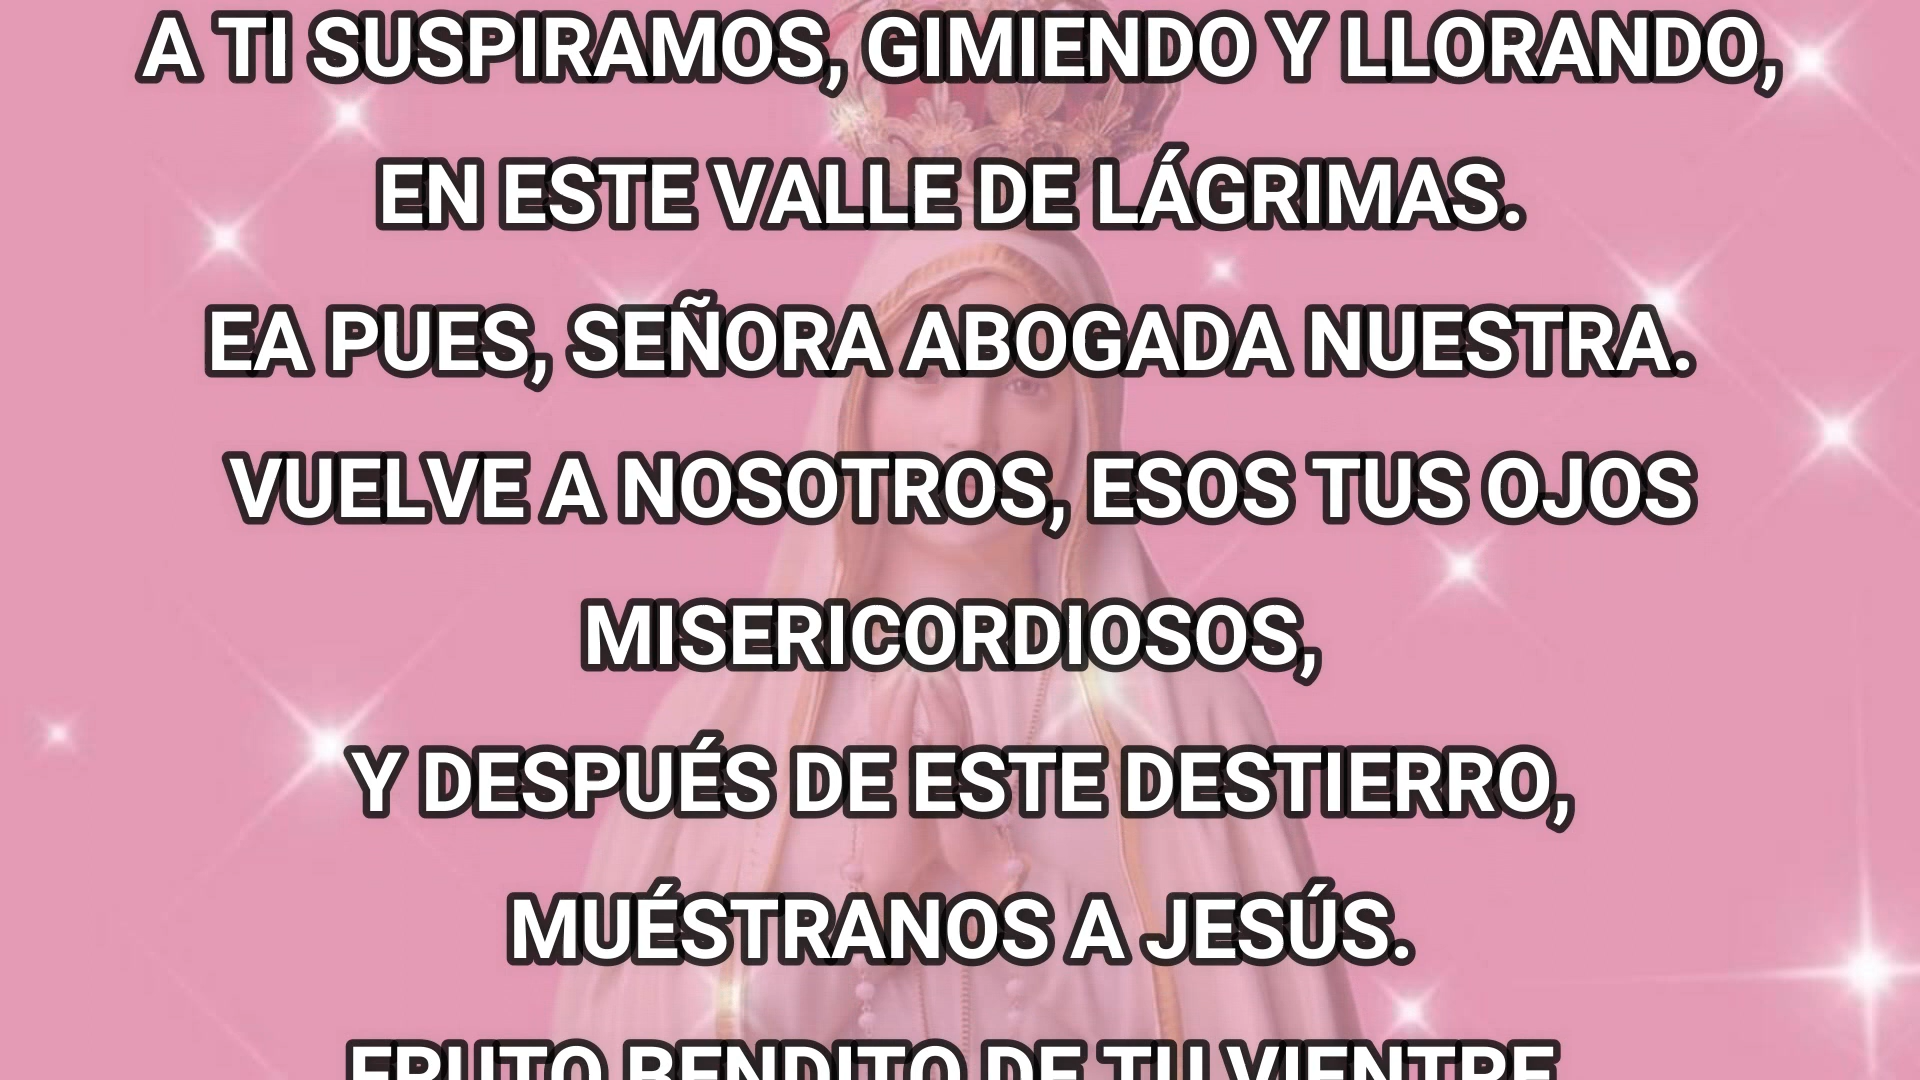 A TI SUSPIRAMOS, GIMIENDO Y LLORANDO,
EN ESTE VALLE DE LÁGRIMAS.
EA PUES, SEÑORA ABOGADA NUESTRA.
VUELVE A NOSOTROS, ESOS TUS OJOS
MISERICORDIOSOS,
Y DESPUÉS DE ESTE DESTIERRO,
MUÉSTRANOS A JESÚS.
FRUTO BENDITO DE TU VIENTRE